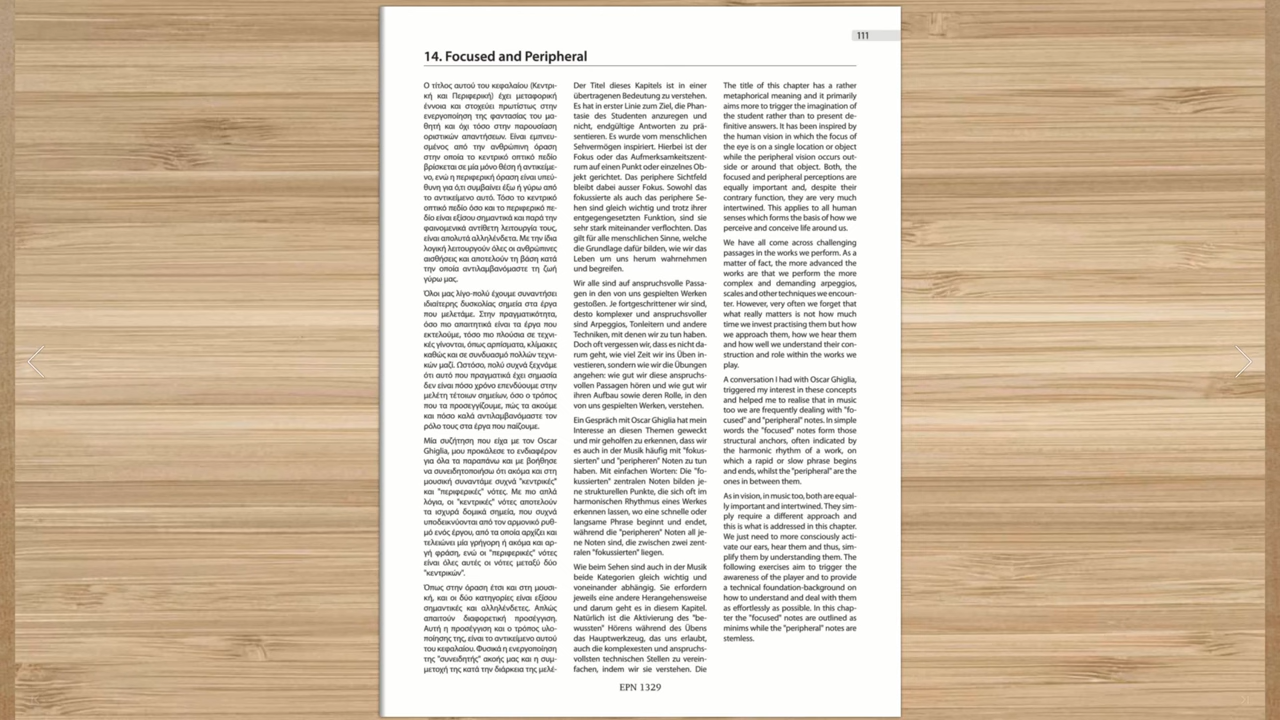 111
14. Focused and Peripheral
Ο τίτλος αυτού του κεφαλαίου (Κεντρι-
κή και Περιφερική) έχει μεταφορική
έννοια και στοχεύει πρωτίστως στην
ενεργοποίηση της φαντασίας του μα-
θητή και όχι τόσο στην παρουσίαση
οριστικών απαντήσεων. Είναι εμπνευ-
σμένος από την ανθρώπινη όραση
στην οποία το κεντρικό οπτικό πεδίο
βρίσκεται σε μία μόνο θέση ή αντικείμε-
νο, ενώ η περιφερική όραση είναι υπεύ-
θυνη για ό,τι συμβαίνει έξω ή γύρω από
το αντικείμενο αυτό. Τόσο το κεντρικό
οπτικό πεδίο όσο και το περιφερικό πε-
δίο είναι εξίσου σημαντικά και παρά την
φαινομενικά αντίθετη λειτουργία τους,
είναι απολυτά αλληλένδετα. Με την ίδια
λογική λειτουργούν όλες οι ανθρώπινες
αισθήσεις και αποτελούν τη βάση κατά
την οποία αντιλαμβανόμαστε τη ζωή
γύρω μας.
Όλοι μας λίγο-πολύ έχουμε συναντήσει
ιδιαίτερης δυσκολίας σημεία στα έργα
που μελετάμε. Στην πραγματικότητα,
όσο πιο απαιτητικά είναι τα έργα που
εκτελούμε, τόσο πιο πλούσια σε τεχνι-
κές γίνονται, όπως αρπίσματα, κλίμακες
καθώς και σε συνδυασμό πολλών τεχνι-
κών μαζί. Ωστόσο, πολύ συχνά ξεχνάμε
ότι αυτό που πραγματικά έχει σημασία
δεν είναι πόσο χρόνο επενδύουμε στην
μελέτη τέτοιων σημείων, όσο ο τρόπος
που τα προσεγγίζουμε, πώς τα ακούμε
και πόσο καλά αντιλαμβανόμαστε τον
ρόλο τους στα έργα που παίζουμε.
Μία συζήτηση που είχα με τον Oscar
Ghiglia, μου προκάλεσε το ενδιαφέρον
για όλα τα παραπάνω και με βοήθησε
να συνειδητοποιήσω ότι ακόμα και στη
μουσική συναντάμε συχνά "κεντρικές"
και "περιφερικές" νότες. Με πιο απλά
λόγια, οι "κεντρικές" νότες αποτελούν
τα ισχυρά δομικά σημεία, που συχνά
υποδεικνύονται από τον αρμονικό ρυθ-
μό ενός έργου, από τα οποία αρχίζει και
τελειώνει μία γρήγορη ή ακόμα και αρ-
γή φράση, ενώ οι "περιφερικές" νότες
είναι όλες αυτές οι νότες μεταξύ δύο
"κεντρικών".
Όπως στην όραση έτσι και στη μουσι-
κή, και οι δύο κατηγορίες είναι εξίσου
σημαντικές και αλληλένδετες. Απλώς
απαιτούν διαφορετική προσέγγιση.
Αυτή η προσέγγιση και ο τρόπος υλο-
ποίησης της, είναι το αντικείμενο αυτού
του κεφαλαίου. Φυσικά η ενεργοποίηση
της "συνειδητής" ακοής μας και η συμ-
μετοχή της κατά την διάρκεια της μελέ-
Der Titel dieses Kapitels ist in einer
übertragenen Bedeutung zu verstehen.
Es hat in erster Linie zum Ziel, die Phan-
tasie des Studenten anzuregen und
nicht, endgültige Antworten zu prä-
sentieren. Es wurde vom menschlichen
Sehvermögen inspiriert. Hierbei ist der
Fokus oder das Aufmerksamkeitszent-
rum auf einen Punkt oder einzelnes Ob-
jekt gerichtet. Das periphere Sichtfeld
bleibt dabei ausser Fokus. Sowohl das
fokussierte als auch das periphere Se-
hen sind gleich wichtig und trotz ihrer
entgegengesetzten Funktion, sind sie
sehr stark miteinander verflochten. Das
gilt für alle menschlichen Sinne, welche
die Grundlage dafür bilden, wie wir das
Leben um uns herum wahrnehmen
und begreifen.
Wir alle sind auf anspruchsvolle Passa-
gen in den von uns gespielten Werken
gestoßen. Je fortgeschrittener wir sind,
desto komplexer und anspruchsvoller
sind Arpeggios, Tonleitern und andere
Techniken, mit denen wir zu tun haben.
Doch oft vergessen wir, dass es nicht da-
rum geht, wie viel Zeit wir ins Üben in-
vestieren, sondern wie wir die Übungen
angehen: wie gut wir diese anspruchs-
vollen Passagen hören und wie gut wir
ihren Aufbau sowie deren Rolle, in den
von uns gespielten Werken, verstehen.
Ein Gespräch mit Oscar Ghiglia hat mein
Interesse an diesen Themen geweckt
und mir geholfen zu erkennen, dass wir
es auch in der Musik häufig mit "fokus-
sierten" und "peripheren" Noten zu tun
haben. Mit einfachen Worten: Die "fo-
kussierten" zentralen Noten bilden je-
ne strukturellen Punkte, die sich oft im
harmonischen Rhythmus eines Werkes
erkennen lassen, wo eine schnelle oder
langsame Phrase beginnt und endet,
während die "peripheren" Noten all je-
ne Noten sind, die zwischen zwei zent-
ralen "fokussierten" liegen.
Wie beim Sehen sind auch in der Musik
beide Kategorien gleich wichtig und
voneinander abhängig. Sie erfordern
jeweils eine andere Herangehensweise
und darum geht es in diesem Kapitel.
Natürlich ist die Aktivierung des "be-
wussten" Hörens während des Übens
das Hauptwerkzeug, das uns erlaubt,
auch die komplexesten und anspruchs-
vollsten technischen Stellen zu verein-
fachen, indem wir sie verstehen. Die
The title of this chapter has a rather
metaphorical meaning and it primarily
aims more to trigger the imagination of
the student rather than to present de-
finitive answers. It has been inspired by
the human vision in which the focus of
the eye is on a single location or object
while the peripheral vision occurs out-
side or around that object. Both, the
focused and peripheral perceptions are
equally important and, despite their
contrary function, they are very much
intertwined. This applies to all human
senses which forms the basis of how we
perceive and conceive life around us.
We have all come across challenging
passages in the works we perform. As a
matter of fact, the more advanced the
works are that we perform the more
complex and demanding arpeggios,
scales and other techniques we encoun-
ter. However, very often we forget that
what really matters is not how much
time we invest practising them but how
we approach them, how we hear them
and how well we understand their con-
struction and role within the works we
play.
A conversation I had with Oscar Ghiglia,
triggered my interest in these concepts
and helped me to realise that in music
too we are frequently dealing with "fo-
cused" and "peripheral" notes. In simple
words the "focused" notes form those
structural anchors, often indicated by
the harmonic rhythm of a work, on
which a rapid or slow phrase begins
and ends, whilst the "peripheral" are the
ones in between them.
As in vision, in music too, both are equal-
ly important and intertwined. They sim-
ply require a different approach and
this is what is addressed in this chapter.
We just need to more consciously acti-
vate our ears, hear them and thus, sim-
plify them by understanding them. The
following exercises aim to trigger the
awareness of the player and to provide
a technical foundation-background on
how to understand and deal with them
as effortlessly as possible. In this chap-
ter the "focused" notes are outlined as
minims while the "peripheral" notes are
stemless.
EPN 1329